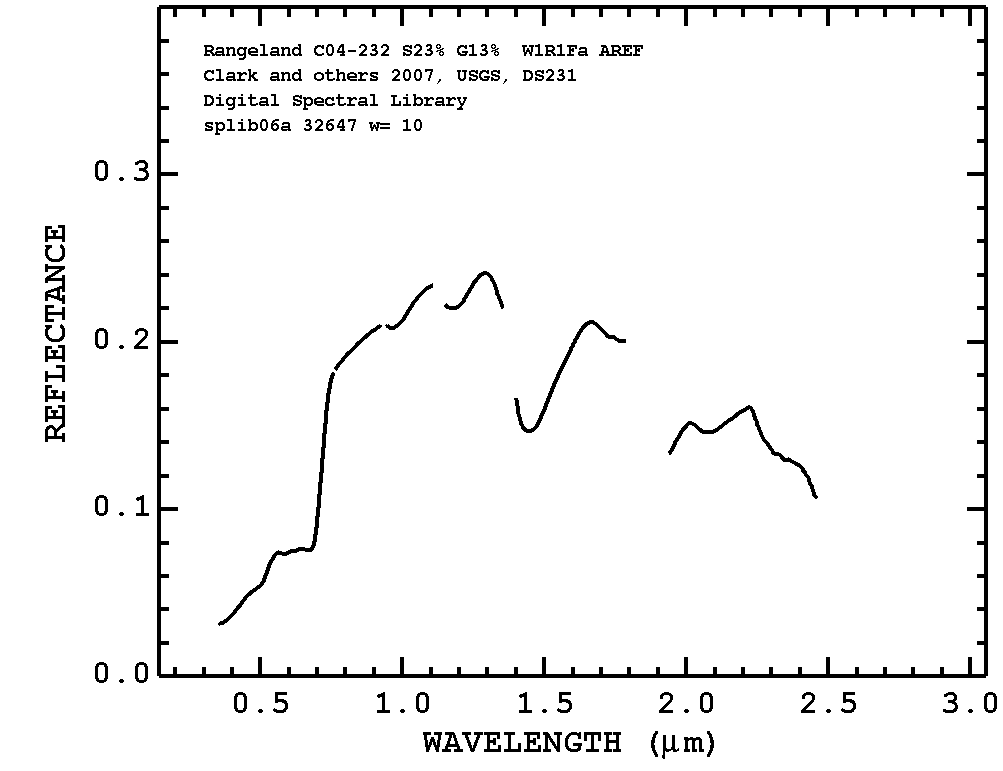 Rangeland C04-232 S23% G13%  W1R1Fa AREF
Clark and others 2007, USGS, DS231
Digital Spectral Library
splib06a 32647 w= 10
REFLECTANCE
0.3
0.2
0.1
0.0
0.5 1.0 1.5 2.0 2.5 3.0
WAVELENGTH (μm)